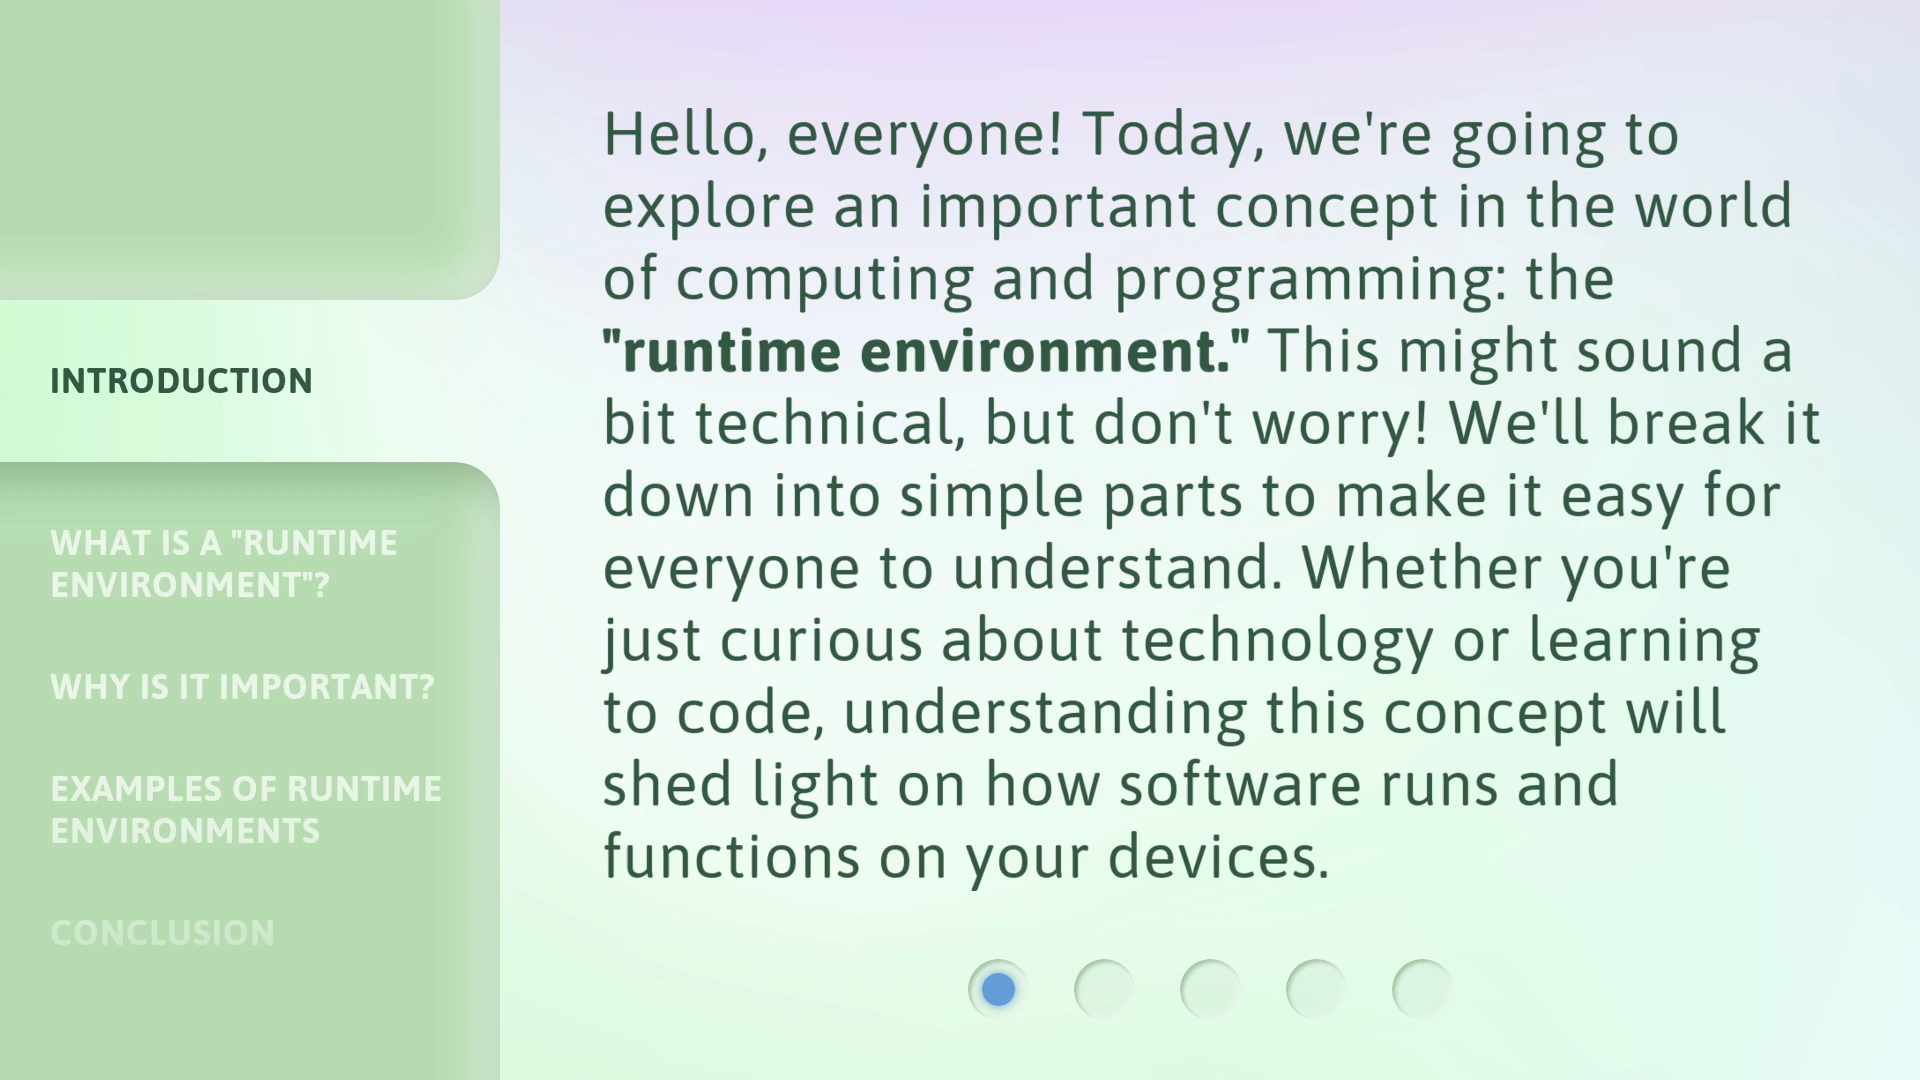 INTRODUCTION
WHAT IS A "RUNTIME
ENVIRONMENT"?
WHY IS IT IMPORTANT?
EXAMPLES OF RUNTIME
ENVIRONMENTS
CONCLUSION
Hello, everyone! Today, we're going to
explore an important concept in the world
of computing and programming: the
"runtime environment." This might sound a
bit technical, but don't worry! We'll break it
down into simple parts to make it easy for
everyone to understand. Whether you're
just curious about technology or learning
to code, understanding this concept will
shed light on how software runs and
functions on your devices.